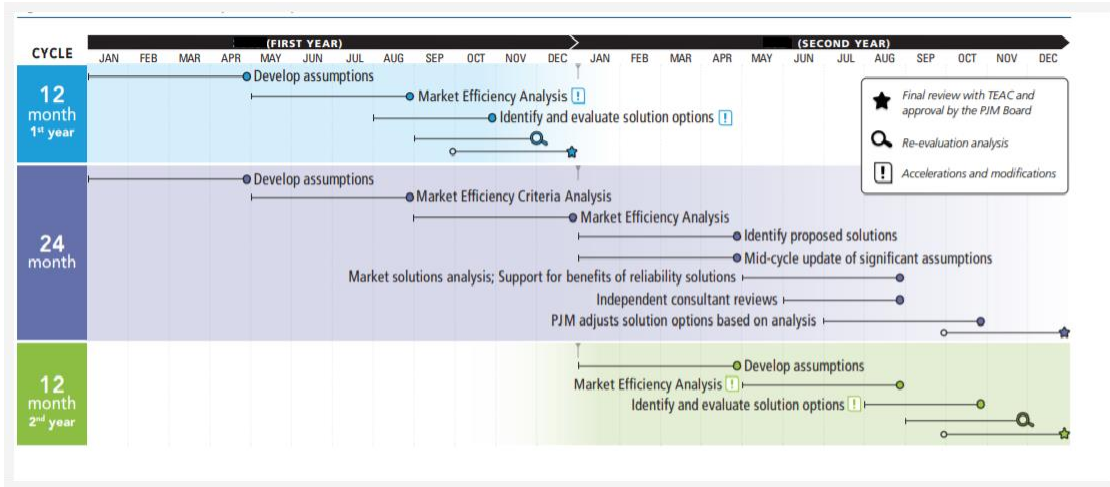 (FIRST YEAR) (SECOND YEAR)
CYCLE JAN FEB MAR APR MAY JUN JUL AUG SEP OCT NOV DEC JAN FEB MAR APR MAY JUN JUL AUG SEP OCT NOV DEC
12
month
1st year
Develop assumptions
Market Efficiency Analysis !
Identify and evaluate solution options !
Final review with TEAC and
approval by the PJM Board
Re-evaluation analysis
! Accelerations and modifications
24
month
Develop assumptions
Market Efficiency Criteria Analysis
Market Efficiency Analysis
Identify proposed solutions
Mid-cycle update of significant assumptions
Market solutions analysis; Support for benefits of reliability solutions
Independent consultant reviews
PJM adjusts solution options based on analysis
12
month
2nd year
Develop assumptions
Market Efficiency Analysis !
Identify and evaluate solution options !